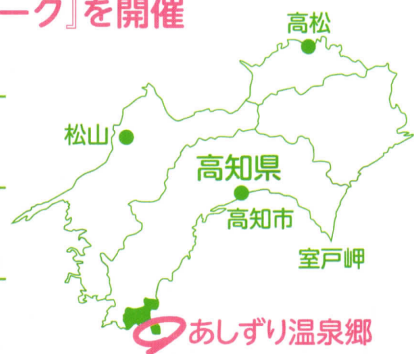 ーク』を開催
高松
松山
高知県
高知市
室戸岬
あしずり温泉郷